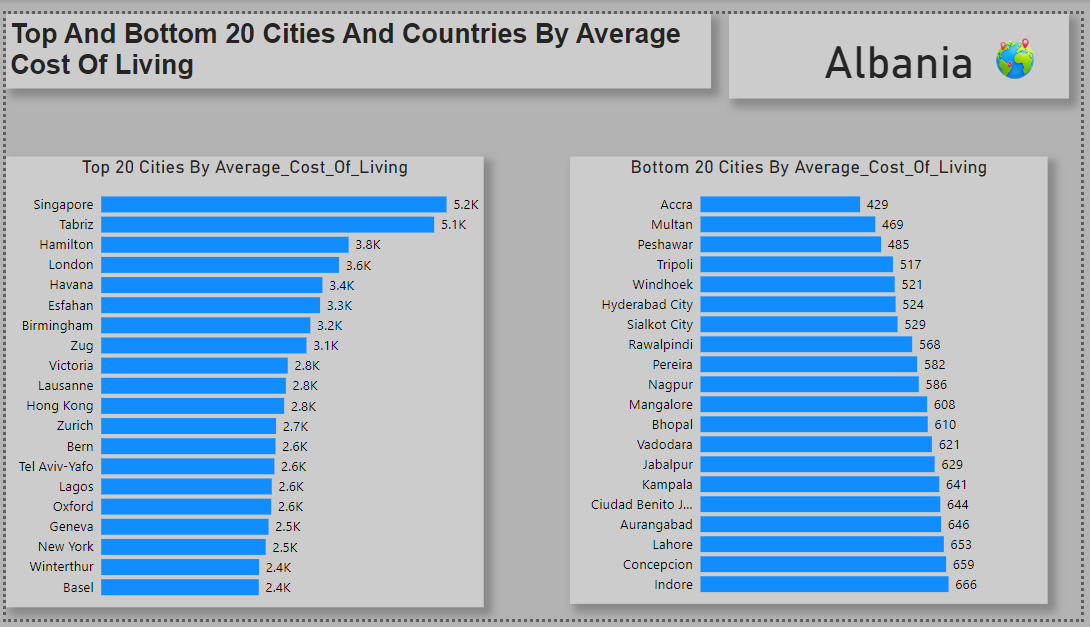 Top And Bottom 20 Cities And Countries By Average
Cost Of Living
Albania
Top 20 Cities By Average_Cost_Of_Living
Singapore 5.2K
Tabriz 5.1K
Hamilton 3.8K
London 3.6K
Havana 3.4K
Esfahan 3.3K
Birmingham 3.2K
Zug 3.1K
Victoria 2.8K
Lausanne 2.8K
Hong Kong 2.8K
Zurich 2.7K
Bern 2.6K
Tel Aviv-Yafo 2.6K
Lagos 2.6K
Oxford 2.6K
Geneva 2.5K
New York 2.5K
Winterthur 2.4K
Basel 2.4K
Bottom 20 Cities By Average_Cost_Of_Living
Accra 429
Multan 469
Peshawar 485
Tripoli 517
Windhoek 521
Hyderabad City 524
Sialkot City 529
Rawalpindi 568
Pereira 582
Nagpur 586
Mangalore 608
Bhopal 610
Vadodara 621
Jabalpur 629
Kampala 641
Ciudad Benito J... 644
Aurangabad 646
Lahore 653
Concepcion 659
Indore 666